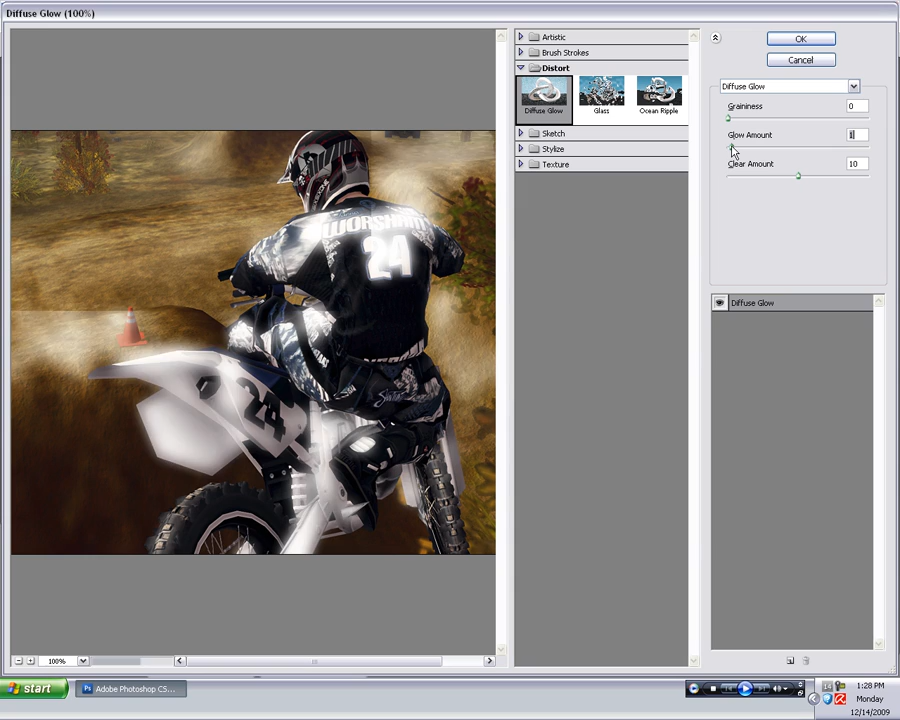 Diffuse Glow (100%)
Artistic
Brush Strokes
Distort
Diffuse Glow
Glass
Ocean Ripple
Sketch
Stylize
Texture
OK
Cancel
Diffuse Glow
Graininess
0
Glow Amount
1
Clear Amount
10
Diffuse Glow
WORSHAM
24
24
100%
start
Adobe Photoshop CS...
1:28 PM
Monday
12/14/2009